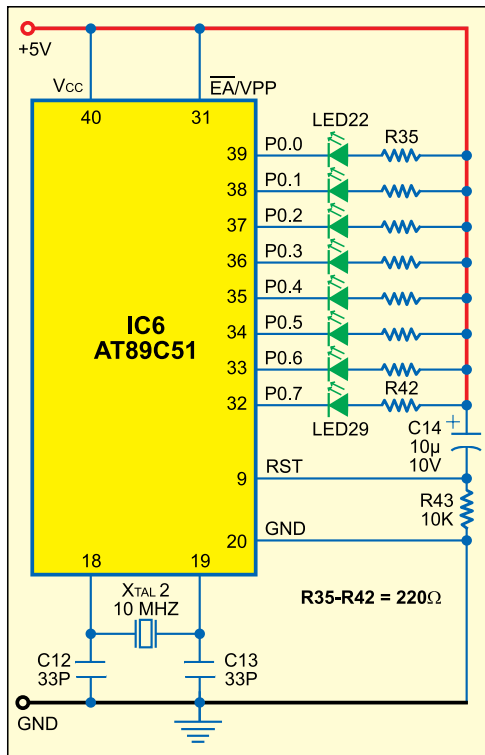 +5V
VCC
EA/VPP
40
31
LED22
R35
39
P0.0
38
P0.1
37
P0.2
36
P0.3
35
P0.4
IC6
AT89C51
34
P0.5
33
P0.6
32
P0.7
R42
LED29
C14
10µ
10V
+
9
RST
R43
10K
20
GND
18
19
XTAL 2
10 MHZ
R35-R42 = 220Ω
C12
33P
C13
33P
GND